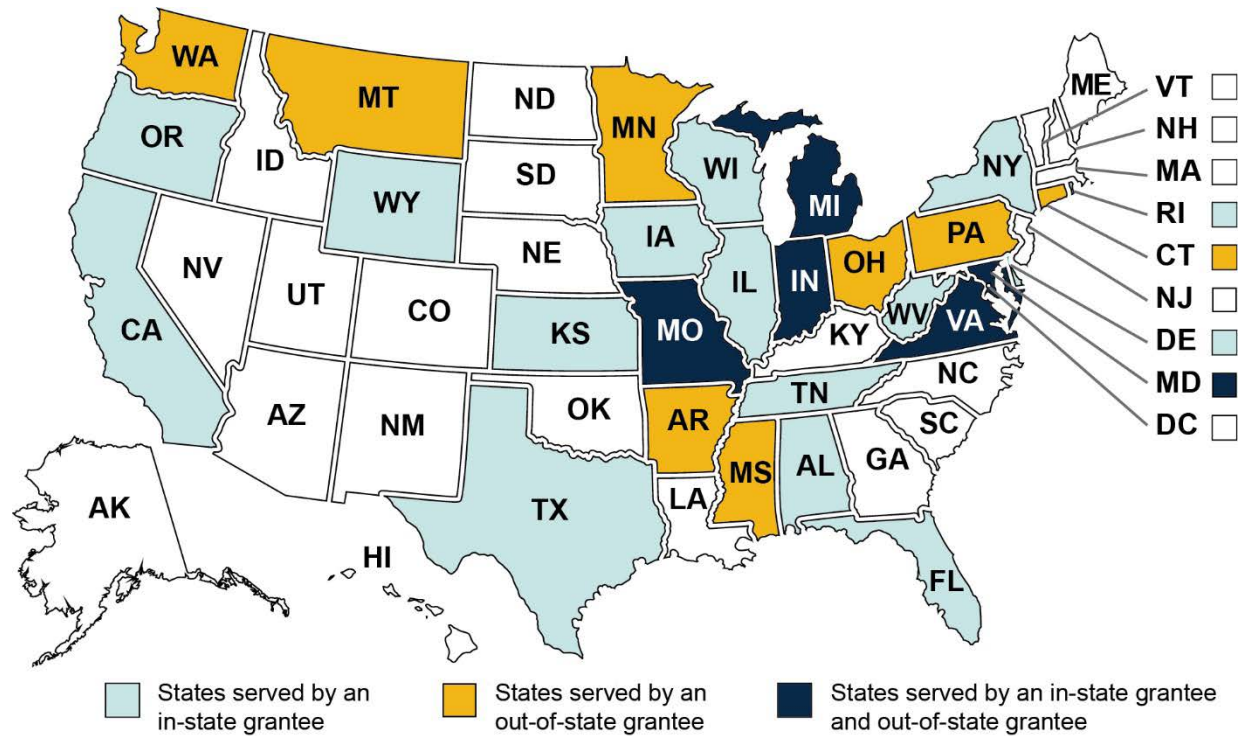 WA
MT
ND
MN
ME
VT
NH
MA
RI
CT
NJ
DE
MD
DC
OR
ID
SD
WI
NY
WY
MI
IA
NE
PA
NV
UT
CO
IL
IN
OH
CA
KS
MO
WV
VA
KY
AZ
NM
OK
AR
TN
NC
SC
MS
AL
GA
TX
LA
AK
HI
FL
States served by an
in-state grantee
States served by an
out-of-state grantee
States served by an in-state grantee
and out-of-state grantee